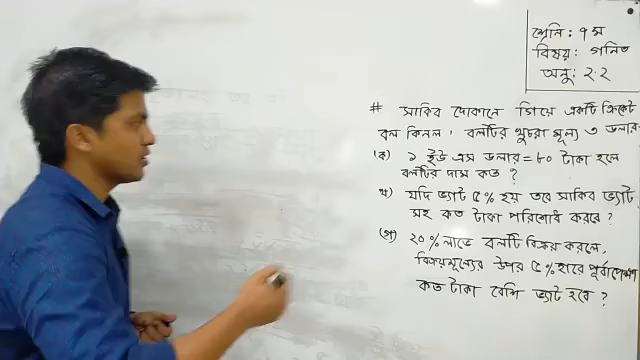 শ্রেনি: ৭ম
বিষয়: গনিত
অনু: ২.২
# সাকিব দোকানে গিয়ে একটি ক্রিকেট
বল কিনল। বলটির খুচরা মূল্য ৩ ডলার
(ক) ১ ইউ এস ডলার = ৮০ টাকা হলে
বলটির দাম কত ?
খ) যদি ভ্যাট ৫% হয় তবে সাকিব ভ্যাট
সহ কত টাকা পরিশোধ করবে ?
(গ) ২০% লাভে বলটি বিক্রয় করলে,
বিক্রয়মূল্যের উপর ৫% হারে পূর্বাপেক্ষা
কত টাকা বেশি ভ্যাট হবে ?